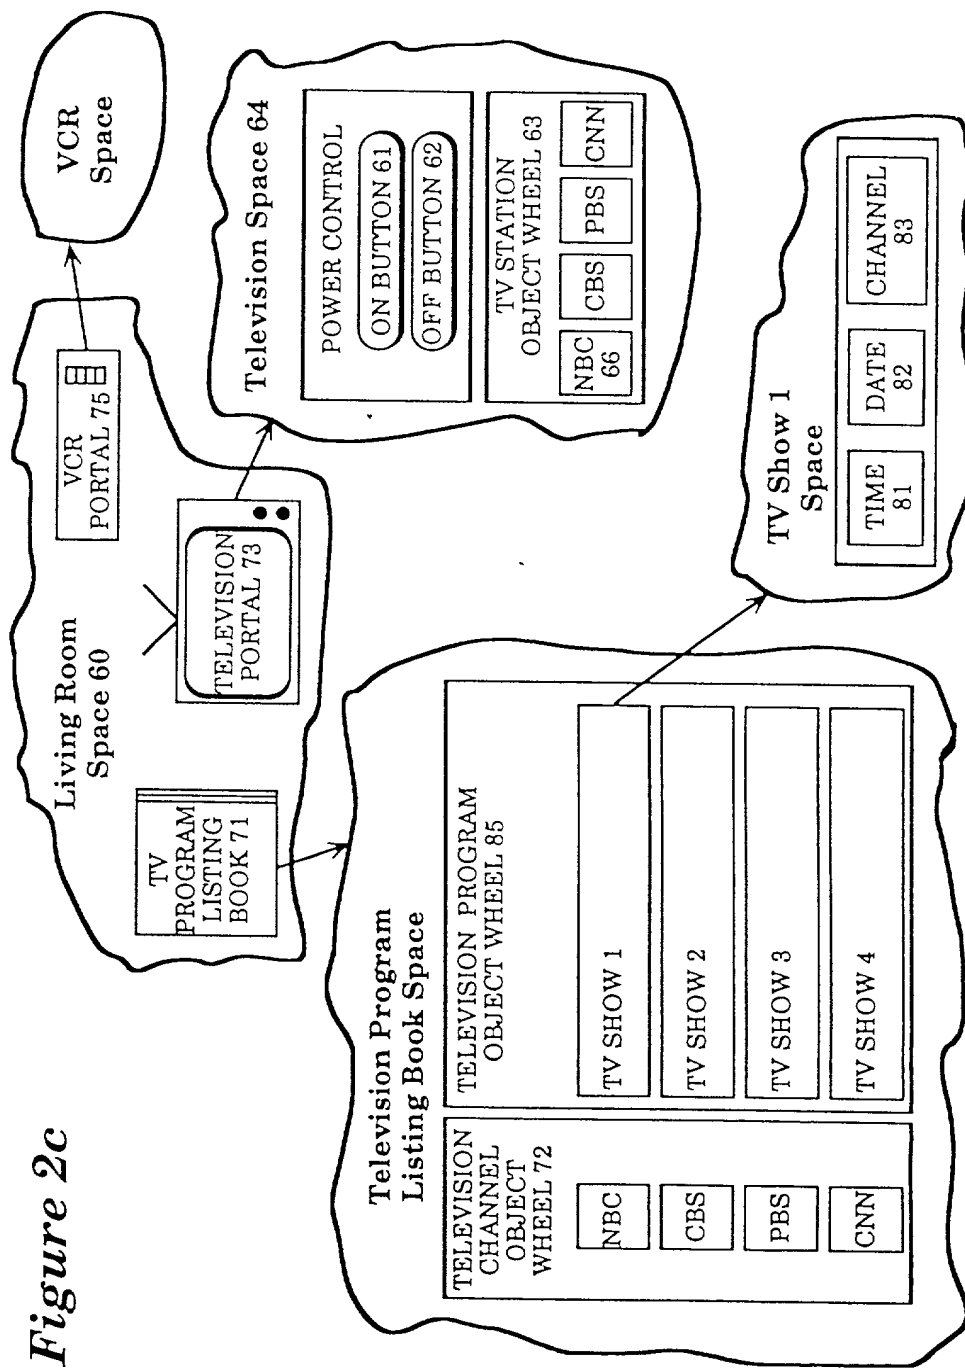 Figure 2c
Living Room
Space 60
TV
PROGRAM
LISTING
BOOK 71
TELEVISION
PORTAL 73
VCR
PORTAL 75
VCR
Space
Television Space 64
POWER CONTROL
ON BUTTON 61
OFF BUTTON 62
TV STATION
OBJECT WHEEL 63
NBC
66
CBS
PBS
CNN
Television Program
Listing Book Space
TELEVISION
CHANNEL
OBJECT
WHEEL 72
NBC
CBS
PBS
CNN
TELEVISION PROGRAM
OBJECT WHEEL 85
TV SHOW 1
TV SHOW 2
TV SHOW 3
TV SHOW 4
TV Show 1
Space
TIME
81
DATE
82
CHANNEL
83